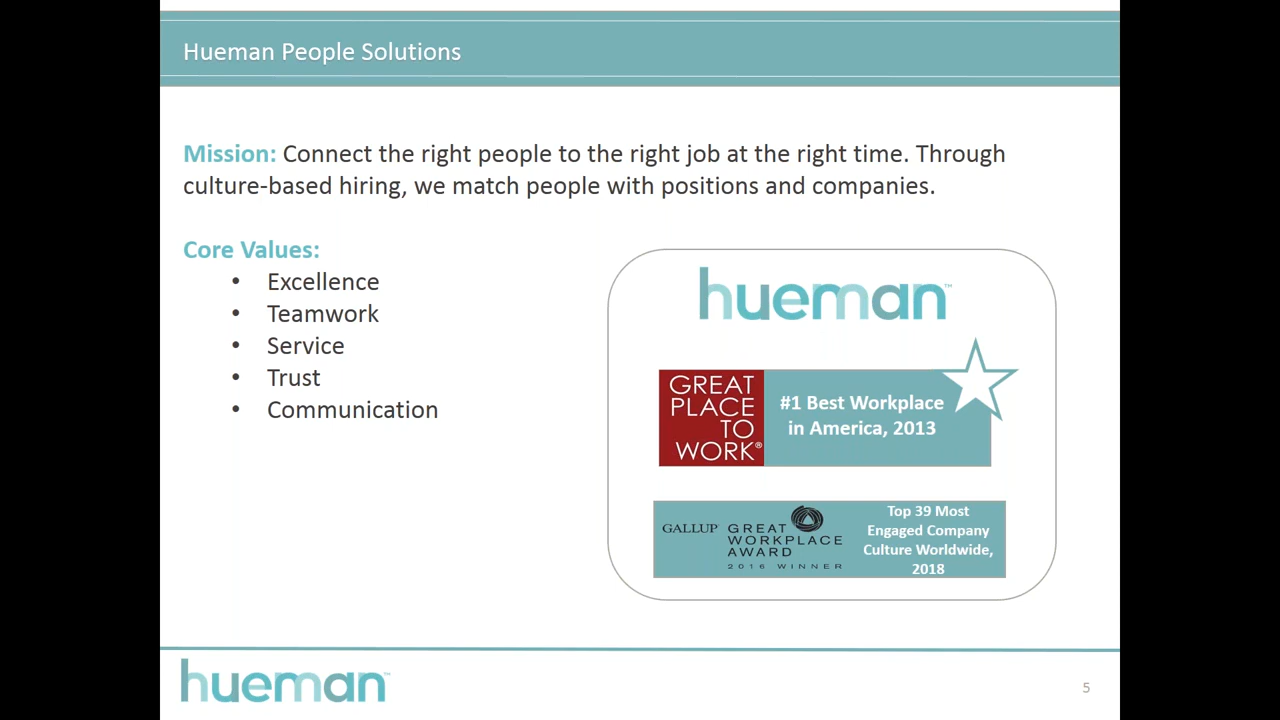 Hueman People Solutions
Mission: Connect the right people to the right job at the right time. Through
culture-based hiring, we match people with positions and companies.
Core Values:
• Excellence
• Teamwork
• Service
• Trust
• Communication
hueman™
GREAT
PLACE
TO
WORK®
#1 Best Workplace
in America, 2013
GALLUP®
GREAT
WORKPLACE
AWARD
2016 WINNER
Top 39 Most
Engaged Company
Culture Worldwide,
2018
hueman™
5